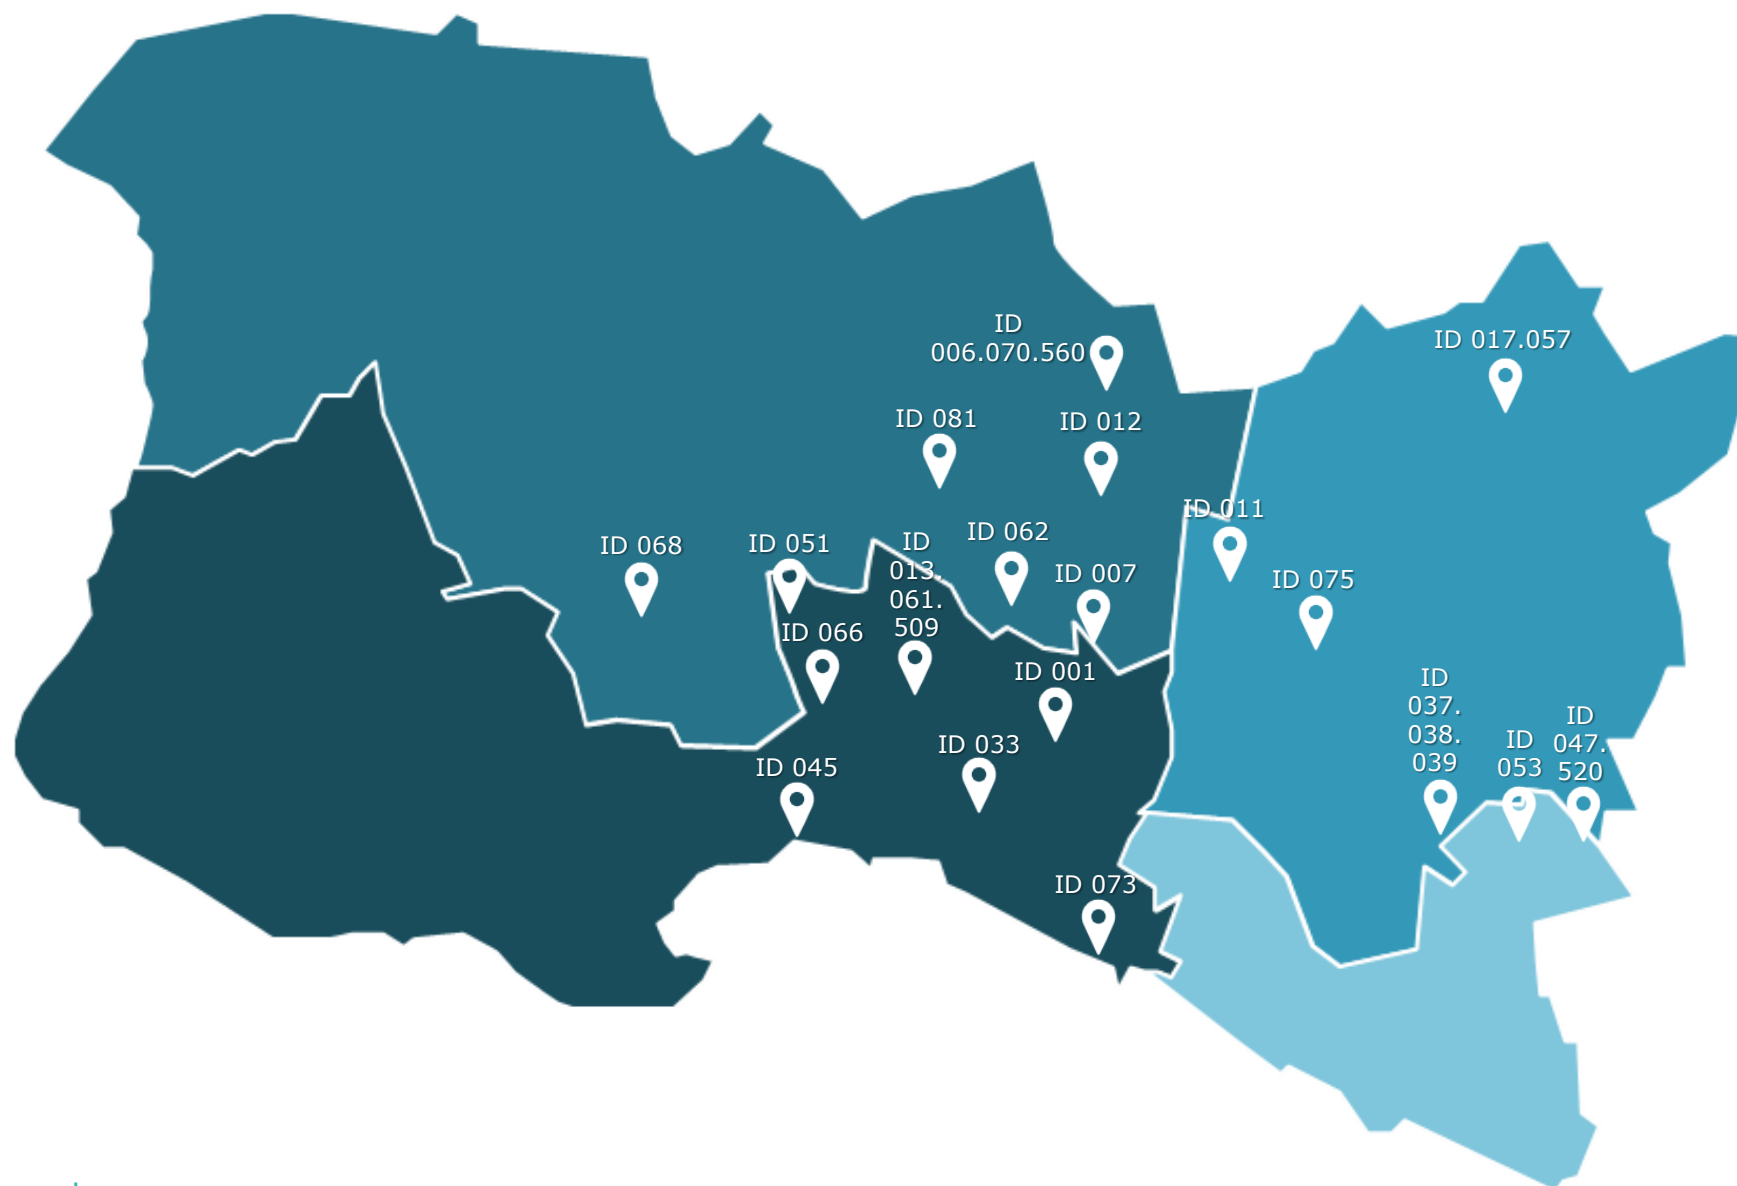 ID
006.070.560
ID 017.057
ID 081
ID 012
ID 011
ID 068
ID 051
ID
013.
061.
509
ID 062
ID 007
ID 075
ID 066
ID 001
ID
037.
038.
039
ID 033
ID
053
ID
047.
520
ID 045
ID 073